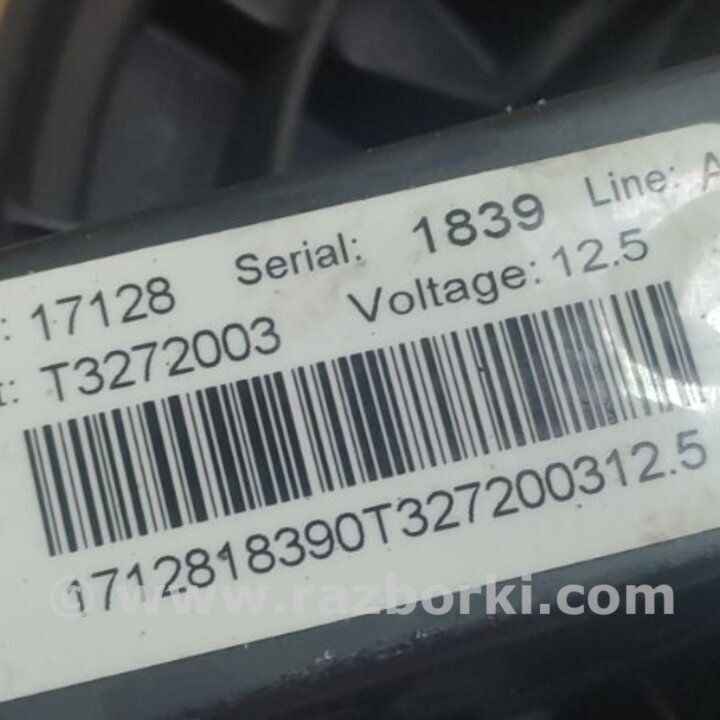 : 17128 Serial: 1839 Line: A
t: T3272003 Voltage: 12.5
1712818390T327200312.5
© www.razborki.com